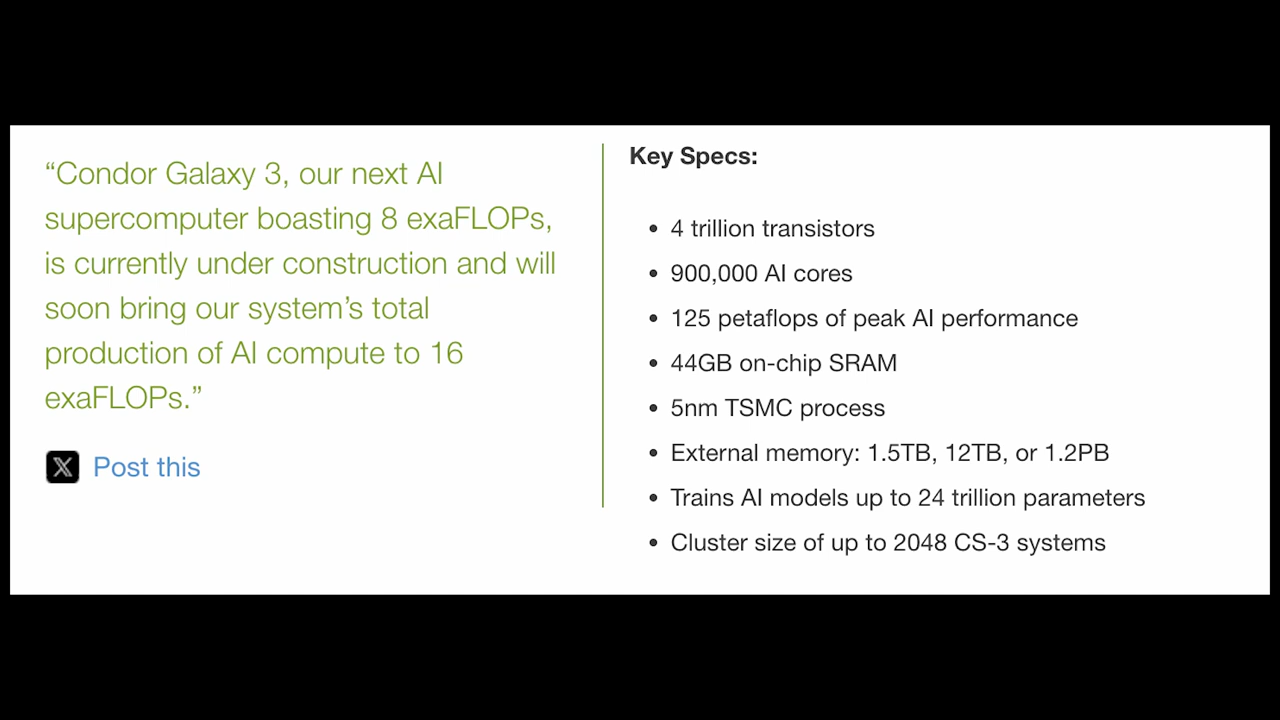 “Condor Galaxy 3, our next AI
supercomputer boasting 8 exaFLOPs,
is currently under construction and will
soon bring our system’s total
production of AI compute to 16
exaFLOPs.”
X Post this
Key Specs:
• 4 trillion transistors
• 900,000 AI cores
• 125 petaflops of peak AI performance
• 44GB on-chip SRAM
• 5nm TSMC process
• External memory: 1.5TB, 12TB, or 1.2PB
• Trains AI models up to 24 trillion parameters
• Cluster size of up to 2048 CS-3 systems